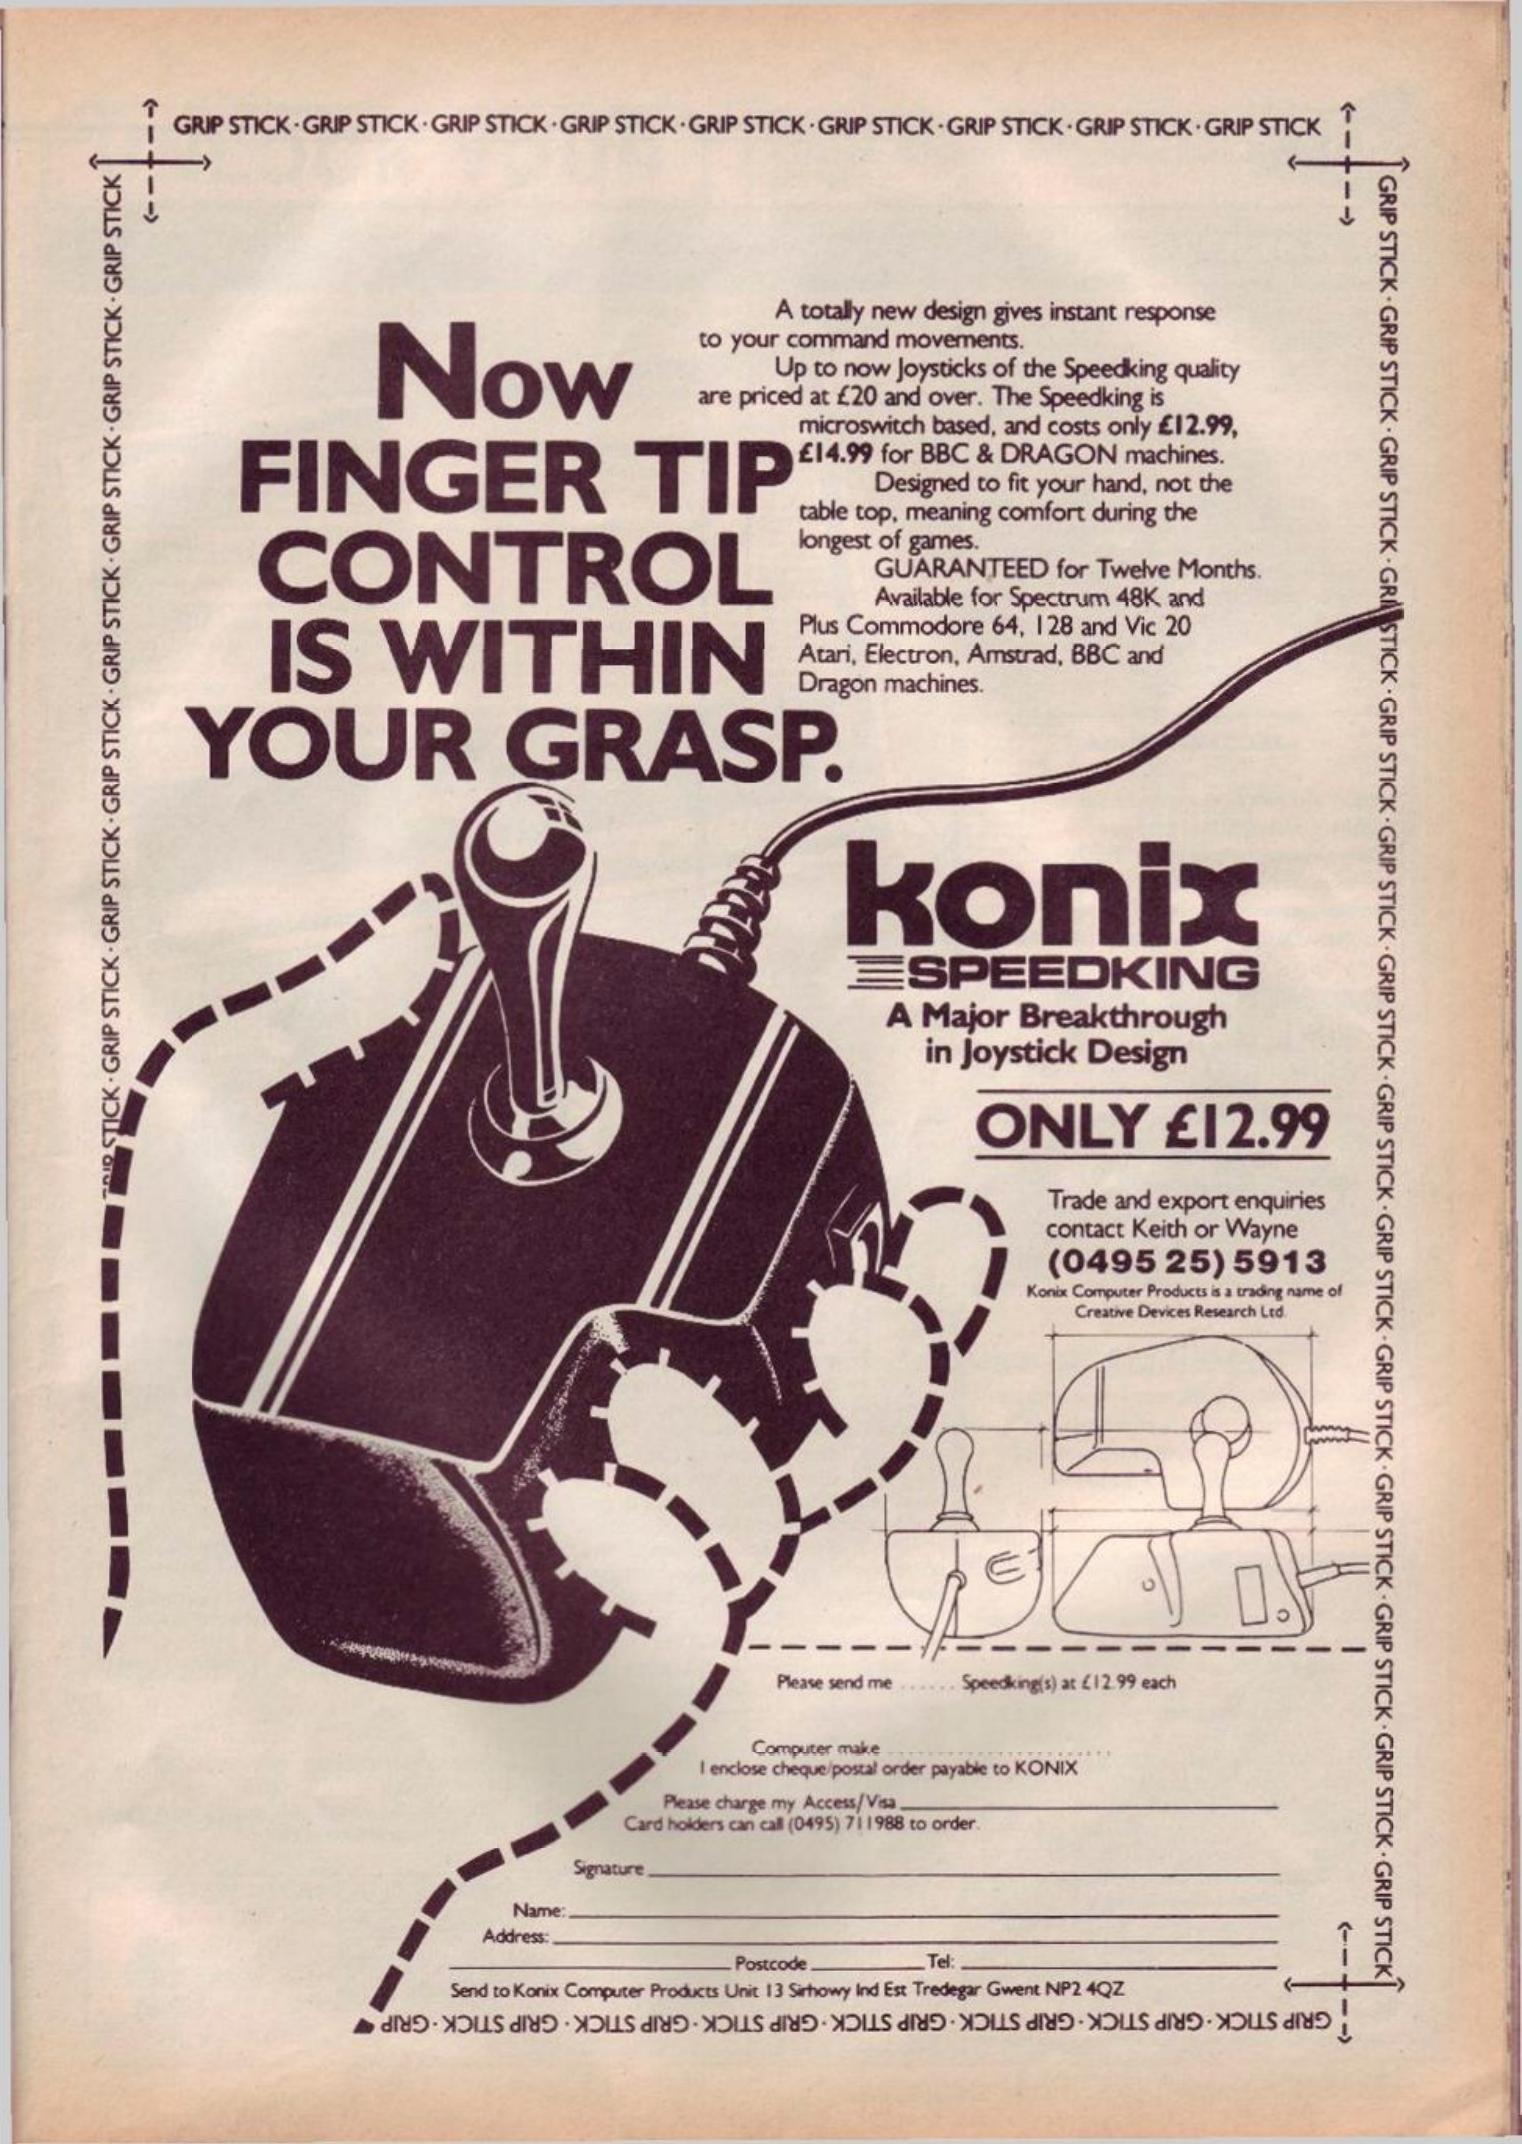 GRIP STICK · GRIP STICK · GRIP STICK · GRIP STICK · GRIP STICK · GRIP STICK · GRIP STICK · GRIP STICK · GRIP STICK
GRIP STICK · GRIP STICK · GRIP STICK · GRIP STICK · GRIP STICK · GRIP STICK · GRIP STICK · GRIP STICK
Now
FINGER TIP
CONTROL
IS WITHIN
YOUR GRASP.
A totally new design gives instant response
to your command movements.
Up to now Joysticks of the Speedking quality
are priced at £20 and over. The Speedking is
microswitch based, and costs only £12.99,
£14.99 for BBC & DRAGON machines.
Designed to fit your hand, not the
table top, meaning comfort during the
longest of games.
GUARANTEED for Twelve Months.
Available for Spectrum 48K and
Plus Commodore 64, 128 and Vic 20
Atari, Electron, Amstrad, BBC and
Dragon machines.
konix
SPEEDKING
A Major Breakthrough
in Joystick Design
ONLY £12.99
Trade and export enquiries
contact Keith or Wayne
(0495 25) 5913
Konix Computer Products is a trading name of
Creative Devices Research Ltd.
Please send me ...... Speedking(s) at £12.99 each
Computer make ..........................
I enclose cheque/postal order payable to KONIX
Please charge my Access/Visa
Card holders can call (0495) 711988 to order.
Signature
Name:
Address:
Postcode Tel:
Send to Konix Computer Products Unit 13 Sirhowy Ind Est Tredegar Gwent NP2 4QZ
GRIP STICK · GRIP STICK · GRIP STICK · GRI STICK · GRIP STICK · GRIP STICK · GRIP STICK · GRIP STICK · GRIP STICK · GRIP STICK · GRIP STICK · GRIP STICK · GRIP STICK · GRIP STICK
GRIP STICK · GRIP STICK · GRIP STICK · GRIP STICK · GRIP STICK · GRIP STICK · GRIP STICK · GRIP